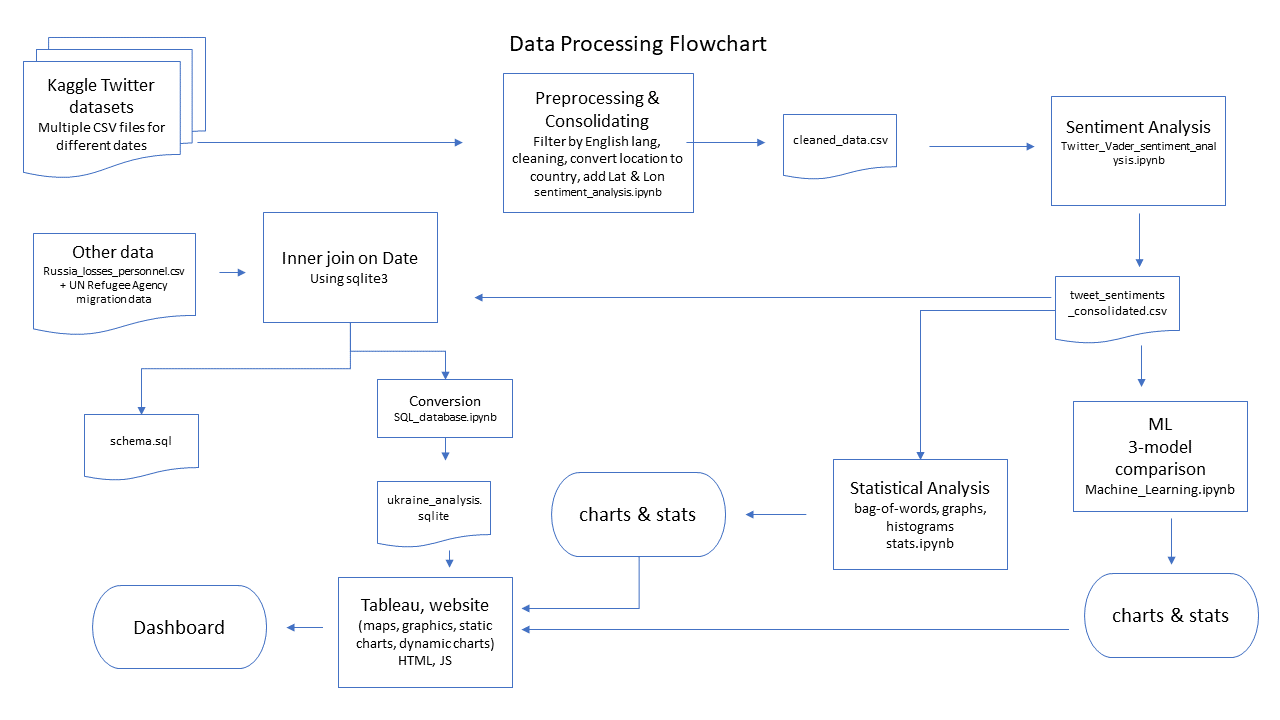 Data Processing Flowchart
Kaggle Twitter
datasets
Multiple CSV files for
different dates
Preprocessing &
Consolidating
Filter by English lang,
cleaning, convert location to
country, add Lat & Lon
sentiment_analysis.ipynb
cleaned_data.csv
Sentiment Analysis
Twitter_Vader_sentiment_anal
ysis.ipynb
Other data
Russia_losses_personnel.csv
+ UN Refugee Agency
migration data
Inner join on Date
Using sqlite3
tweet_sentiments
_consolidated.csv
schema.sql
Conversion
SQL_database.ipynb
ukraine_analysis.
sqlite
charts & stats
Statistical Analysis
bag-of-words, graphs,
histograms
stats.ipynb
ML
3-model
comparison
Machine_Learning.ipynb
Dashboard
Tableau, website
(maps, graphics, static
charts, dynamic charts)
HTML, JS
charts & stats